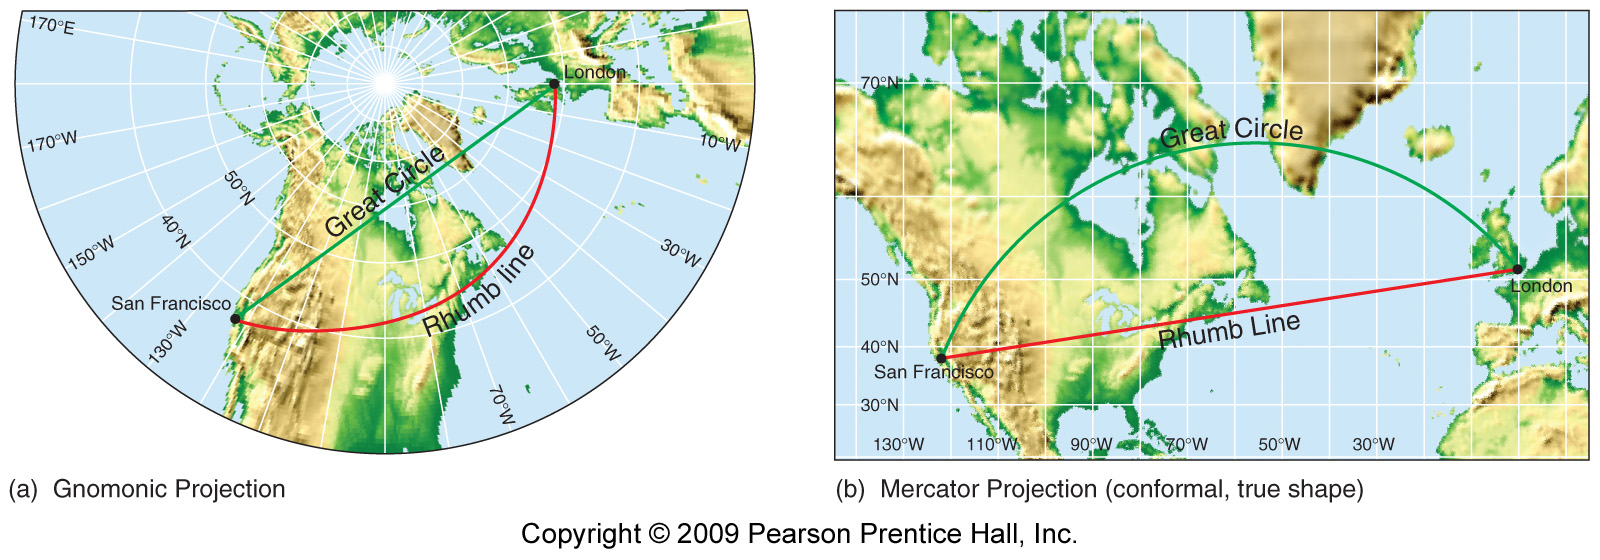 170°E
170°W
150°W
130°W
50°N
40°N
San Francisco
Great Circle
Rhumb line
London
10°W
30°W
50°W
70°W
(a) Gnomonic Projection
70°N
50°N
40°N
30°N
Great Circle
Rhumb Line
London
San Francisco
130°W
110°W
90°W
70°W
50°W
30°W
(b) Mercator Projection (conformal, true shape)
Copyright © 2009 Pearson Prentice Hall, Inc.